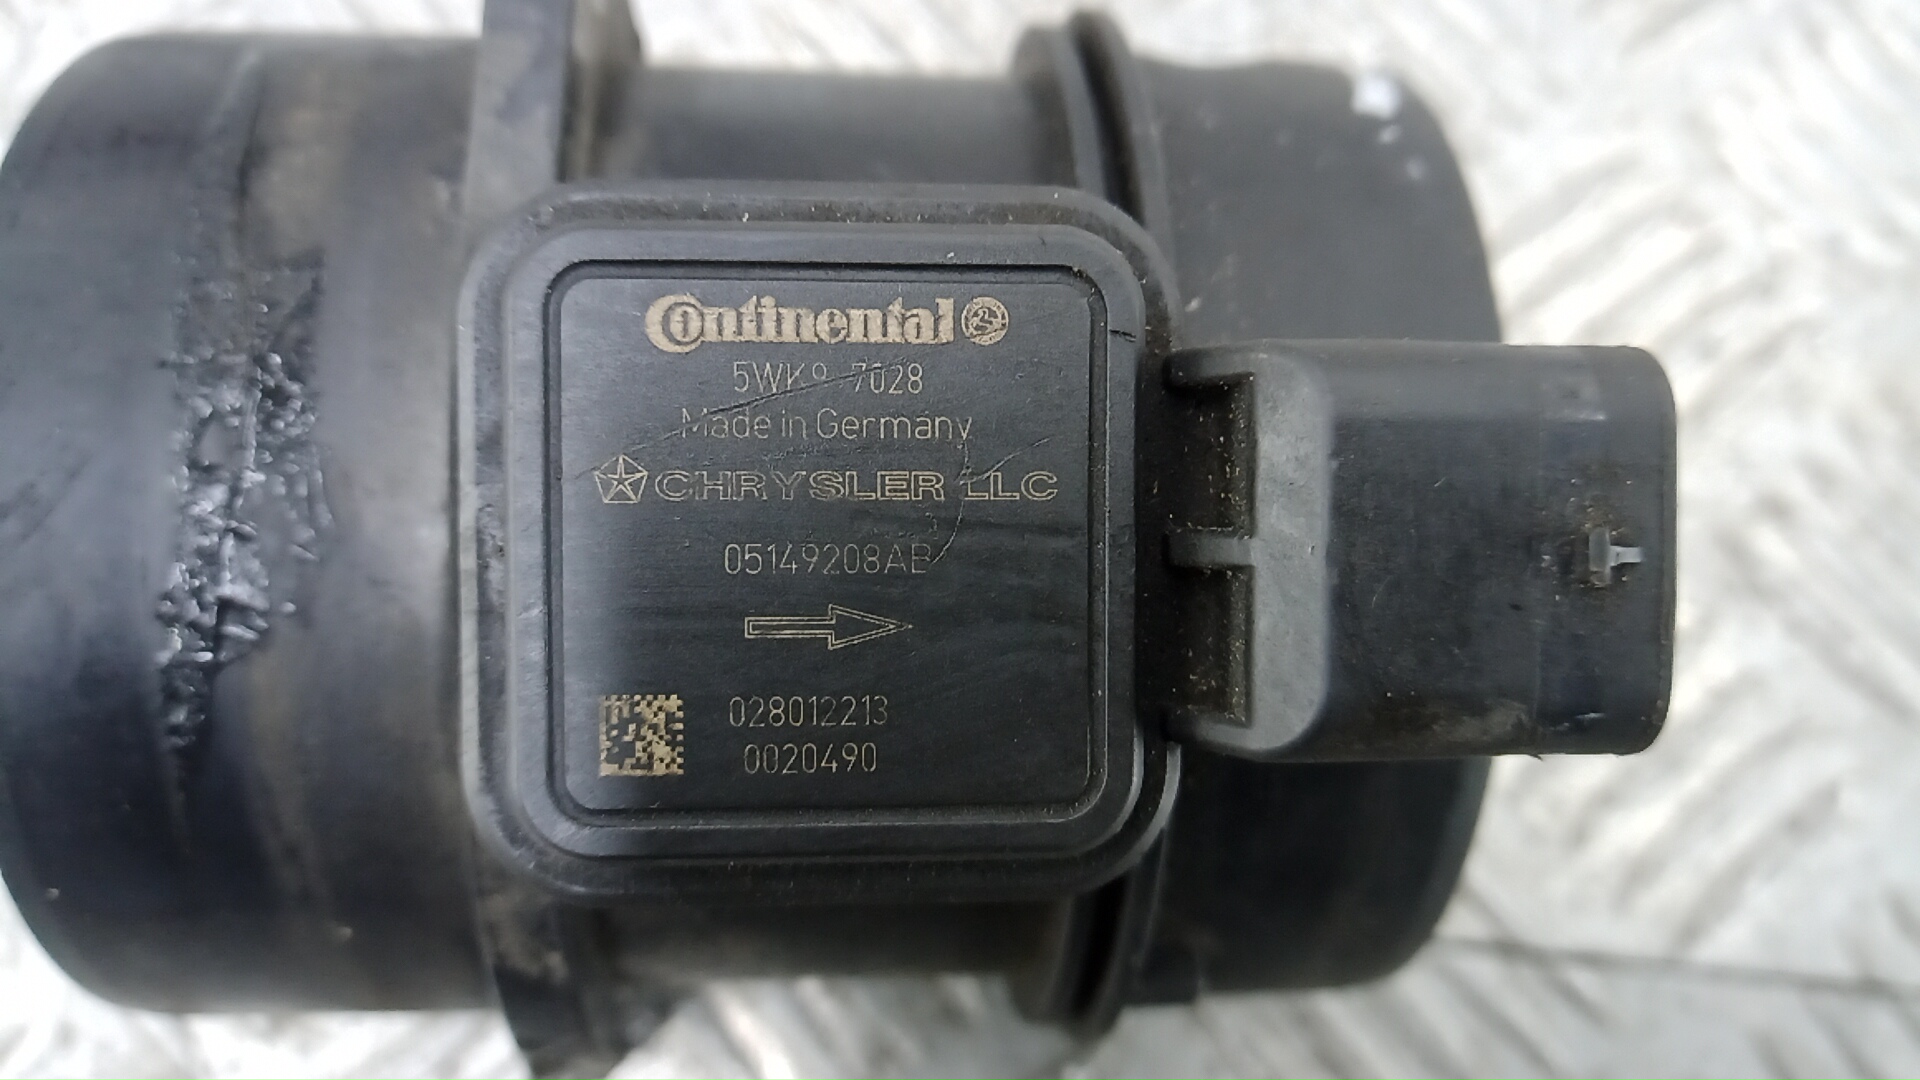 Continental
5WK9 7028
Made in Germany
CHRYSLER LLC
05149208AB
028012213
0020490